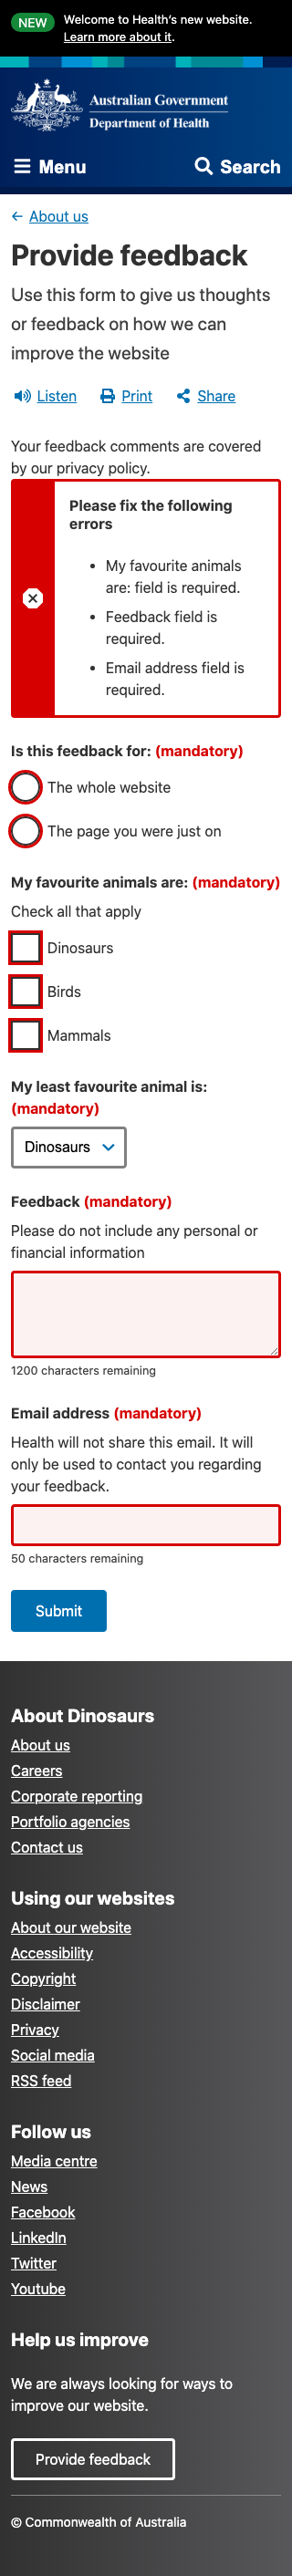 NEW Welcome to Health's new website.
Learn more about it.
Australian Government
Department of Health
Menu Search
← About us
Provide feedback
Use this form to give us thoughts
or feedback on how we can
improve the website
Listen Print Share
Your feedback comments are covered
by our privacy policy.
Please fix the following
errors
• My favourite animals
are: field is required.
• Feedback field is
required.
• Email address field is
required.
Is this feedback for: (mandatory)
The whole website
The page you were just on
My favourite animals are: (mandatory)
Check all that apply
Dinosaurs
Birds
Mammals
My least favourite animal is:
(mandatory)
Dinosaurs
Feedback (mandatory)
Please do not include any personal or
financial information
1200 characters remaining
Email address (mandatory)
Health will not share this email. It will
only be used to contact you regarding
your feedback.
50 characters remaining
Submit
About Dinosaurs
About us
Careers
Corporate reporting
Portfolio agencies
Contact us
Using our websites
About our website
Accessibility
Copyright
Disclaimer
Privacy
Social media
RSS feed
Follow us
Media centre
News
Facebook
LinkedIn
Twitter
Youtube
Help us improve
We are always looking for ways to
improve our website.
Provide feedback
© Commonwealth of Australia